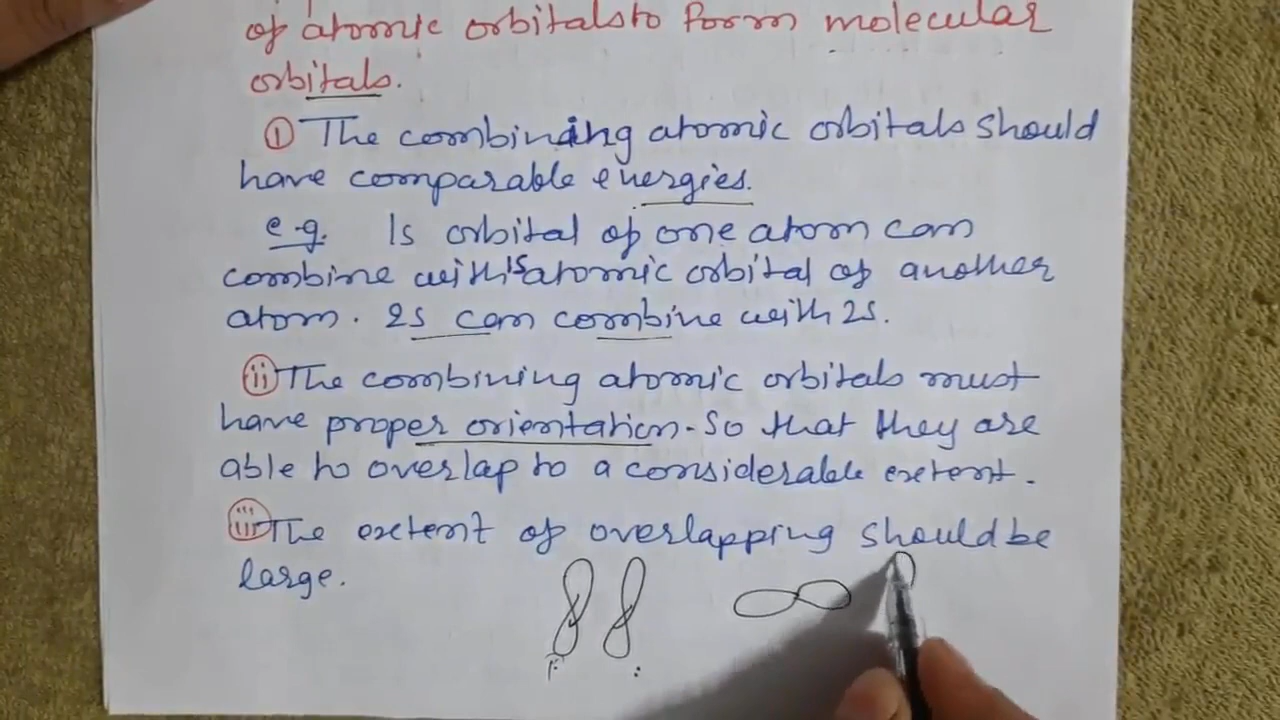 of atomic orbitals to form molecular
orbitals.
i The combining atomic orbitals should
have comparable energies.
e.g. 1s orbital of one atom can
combine with 1s atomic orbital of another
atom. 2s can combine with 2s.
ii The combining atomic orbitals must
have proper orientation. So that they are
able to overlap to a considerable extent.
iii The extent of overlapping should be
large.